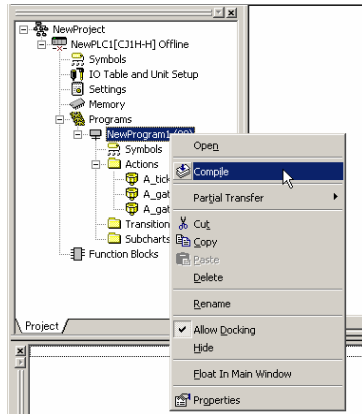 NewProject
NewPLC1[CJ1H-H] Offline
Symbols
IO Table and Unit Setup
Settings
Memory
Programs
NewProgram1 (00)
Symbols
Actions
A_tick
A_gat
A_gat
Transition
Subcharts
Function Blocks
Project
Open
Compile
Partial Transfer
Cut
Copy
Paste
Delete
Rename
Allow Docking
Hide
Float In Main Window
Properties